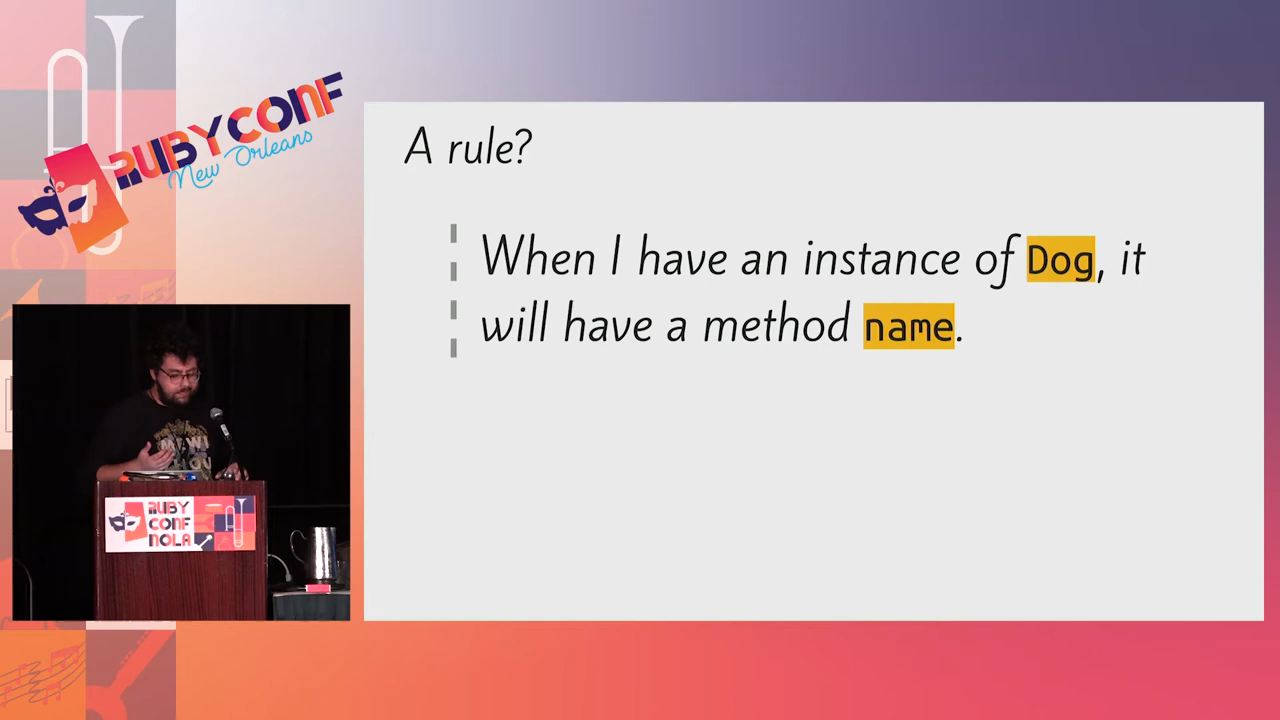 RUBYCONF
New Orleans
A rule?
When I have an instance of Dog, it
will have a method name.
RUBY
CONF
NOLA